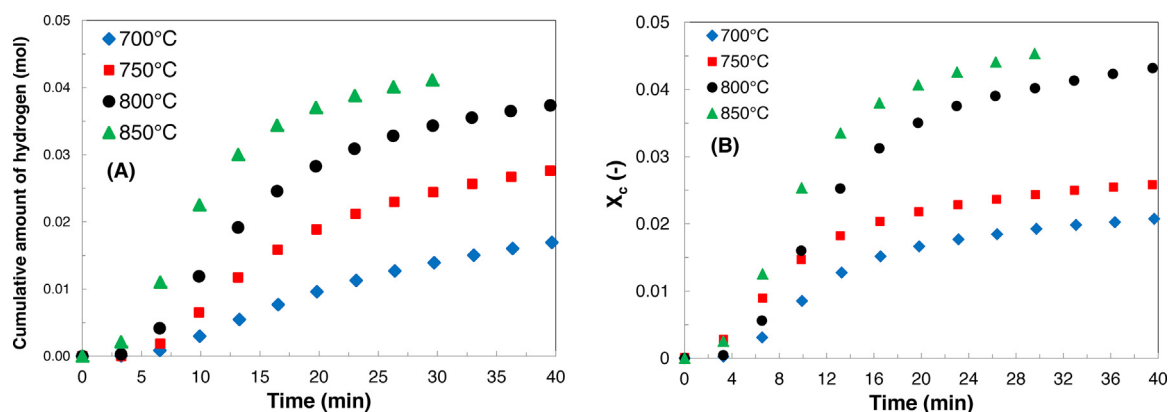 Cumulative amount of hydrogen (mol)
0.05
0.04
0.03
0.02
0.01
0.00
700°C
750°C
800°C
850°C
(A)
0
5
10
15
20
25
30
35
40
Time (min)
X_c (-)
0.05
0.04
0.03
0.02
0.01
0
700°C
750°C
800°C
850°C
(B)
0
4
8
12
16
20
24
28
32
36
40
Time (min)